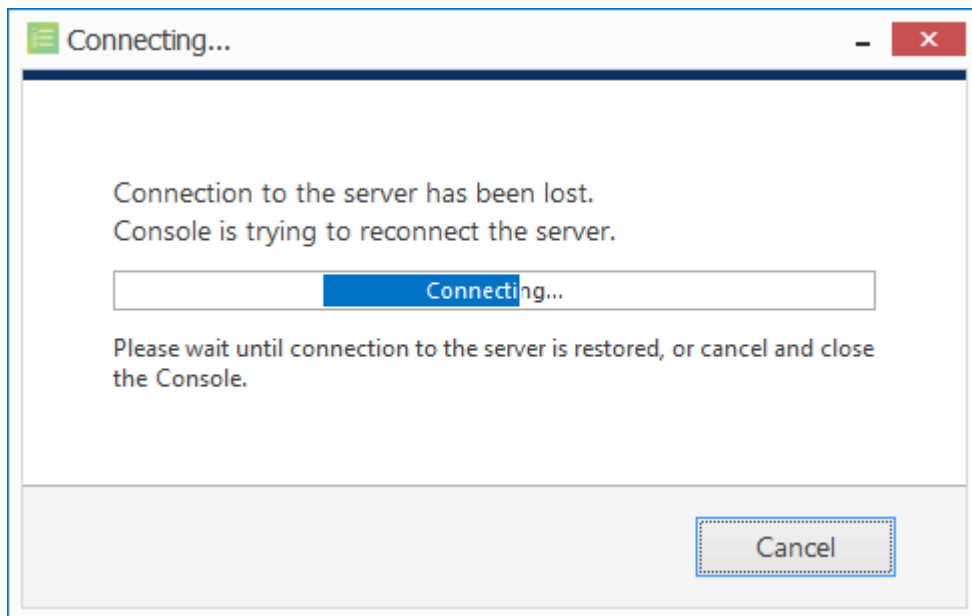 Connecting...
Connection to the server has been lost.
Console is trying to reconnect the server.
Connecting...
Please wait until connection to the server is restored, or cancel and close
the Console.
Cancel